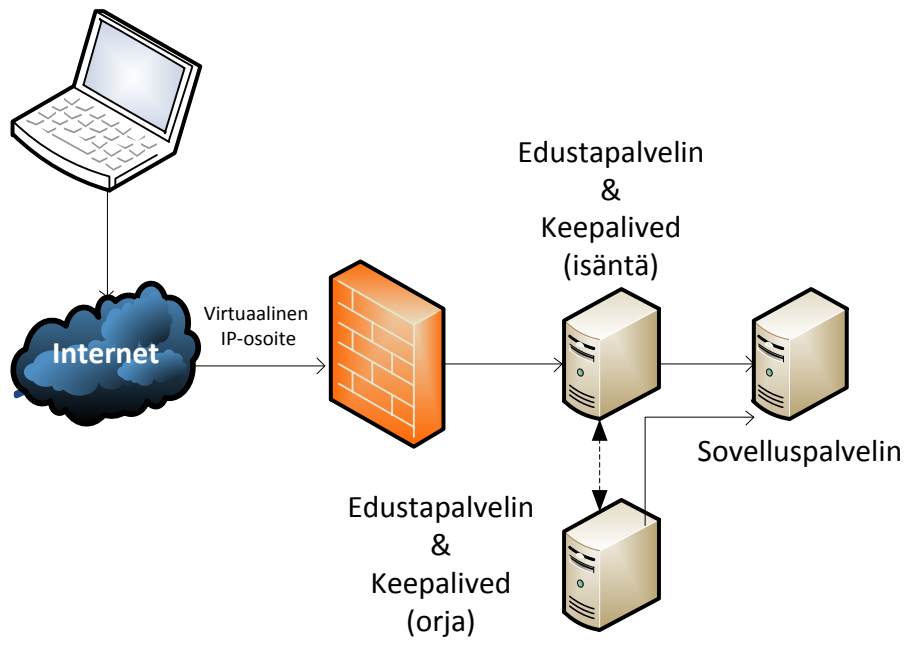 Edustapalvelin
&
Keepalived
(isäntä)
Virtuaalinen
IP-osoite
Internet
Sovelluspalvelin
Edustapalvelin
&
Keepalived
(orja)